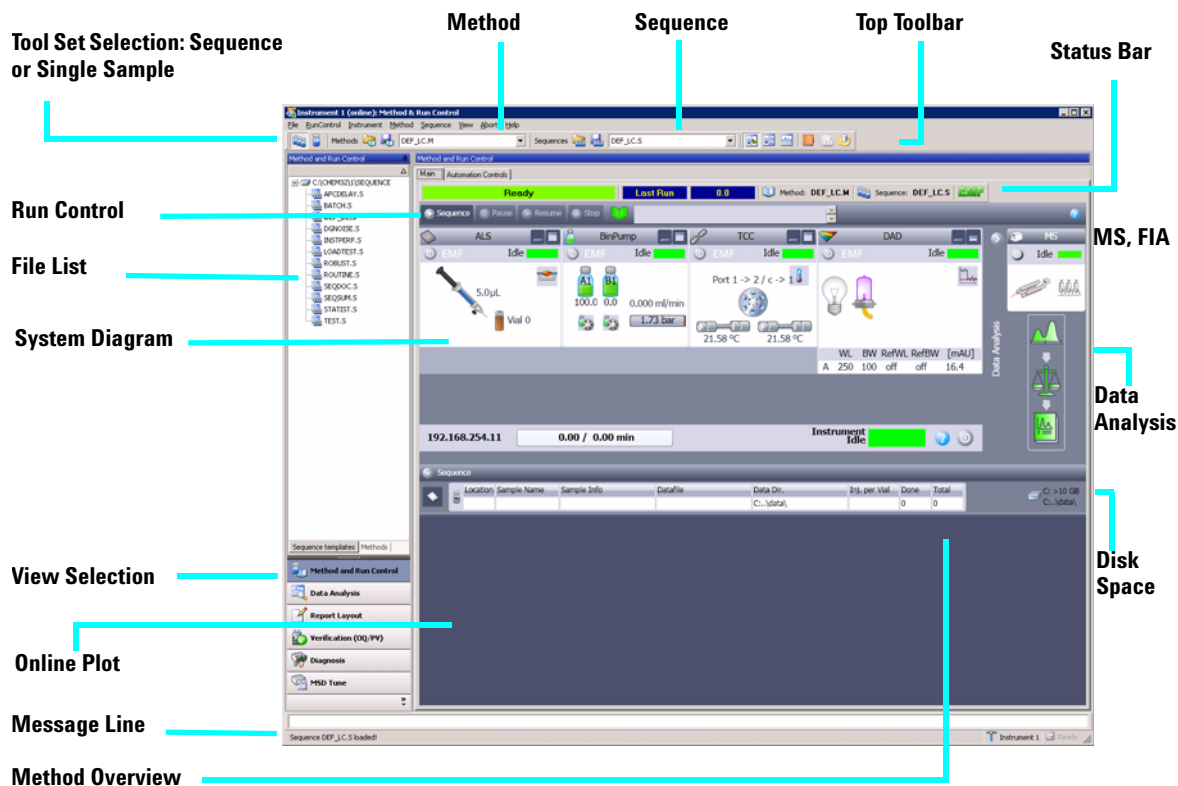 Method
Sequence
Top Toolbar
Tool Set Selection: Sequence
or Single Sample
Status Bar
Instrument 1 (online): Method & Run Control
File RunControl Instrument Method Sequence View Abort Help
Methods DEF_LC.M Sequences DEF_LC.S
Method and Run Control
Method and Run Control
Main Automation Controls
C:\CHEM32\1\SEQUENCE
AFCDELAY.S
BATCH.S
DEF_LC.S
DGNOISE.S
INSTPERF.S
LOADTEST.S
ROBUST.S
ROUTINE.S
SEQDOC.S
SEQSUM.S
STATIST.S
TEST.S
Ready Last Run 0.0 Method: DEF_LC.M Sequence: DEF_LC.S
Run Control
Sequence Pause Resume Stop
MS, FIA
File List
ALS BinPump TCC DAD MS
EMF Idle EMF Idle EMF Idle EMF Idle Idle
5.0µL
Vial 0
A1 B1
100.0 0.0 0.000 ml/min
1.73 bar
Port 1 -> 2 / c -> 1
21.58 °C 21.58 °C
System Diagram
WL BW RefWL RefBW [mAU]
A 250 100 off off 16.4
Data Analysis
Data
Analysis
192.168.254.11 0.00 / 0.00 min Instrument
Idle
Sequence
Location Sample Name Sample Info Datafile Data Dir. Inj. per Vial Done Total
C:..\data\ 0 0
C: >10 GB
C:..\data\
Disk
Space
Sequence templates Methods
View Selection
Method and Run Control
Data Analysis
Report Layout
Verification (OQ/PV)
Diagnosis
MSD Tune
Online Plot
Message Line
Sequence DEF_LC.S loaded!
Instrument 1 Ready
Method Overview